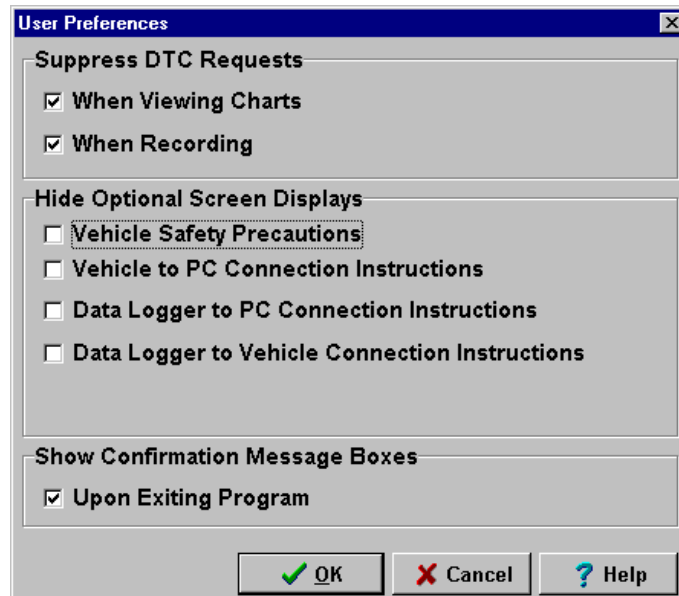 User Preferences
Suppress DTC Requests
When Viewing Charts
When Recording
Hide Optional Screen Displays
Vehicle Safety Precautions
Vehicle to PC Connection Instructions
Data Logger to PC Connection Instructions
Data Logger to Vehicle Connection Instructions
Show Confirmation Message Boxes
Upon Exiting Program
OK Cancel Help